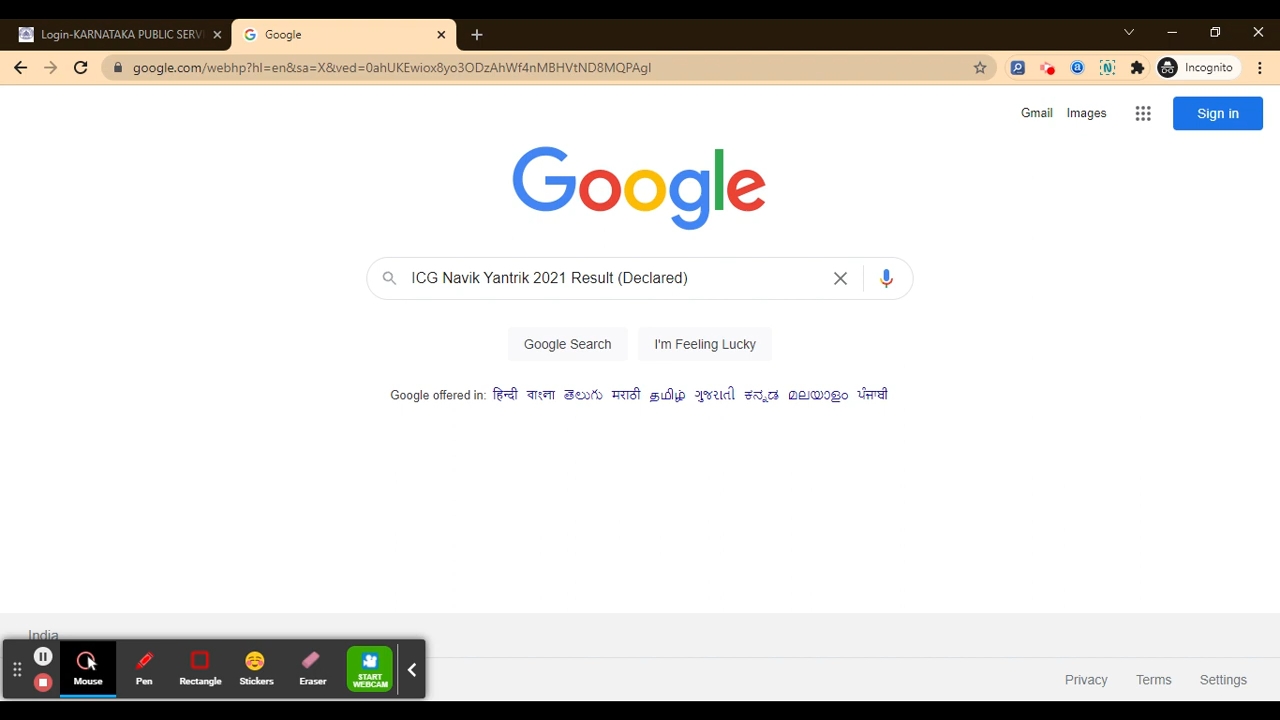 Login-KARNATAKA PUBLIC SERV
Google
google.com/webhp?hl=en&sa=X&ved=0ahUKEwiox8yo3ODzAhWf4nMBHVtND8MQPAgI
Incognito
Gmail Images Sign in
Google
ICG Navik Yantrik 2021 Result (Declared)
Google Search I'm Feeling Lucky
Google offered in: हिन्दी বাংলা తెలుగు मराठी தமிழ் ગુજરાતી ಕನ್ನಡ മലയാളം ਪੰਜਾਬੀ
India
Mouse Pen Rectangle Stickers Eraser START WEBCAM
Privacy Terms Settings